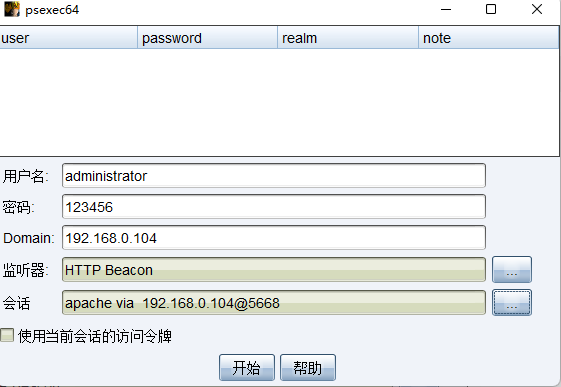 psexec64
user password realm note
用户名: administrator
密码: 123456
Domain: 192.168.0.104
监听器: HTTP Beacon ...
会话 apache via 192.168.0.104@5668 ...
使用当前会话的访问令牌
开始 帮助